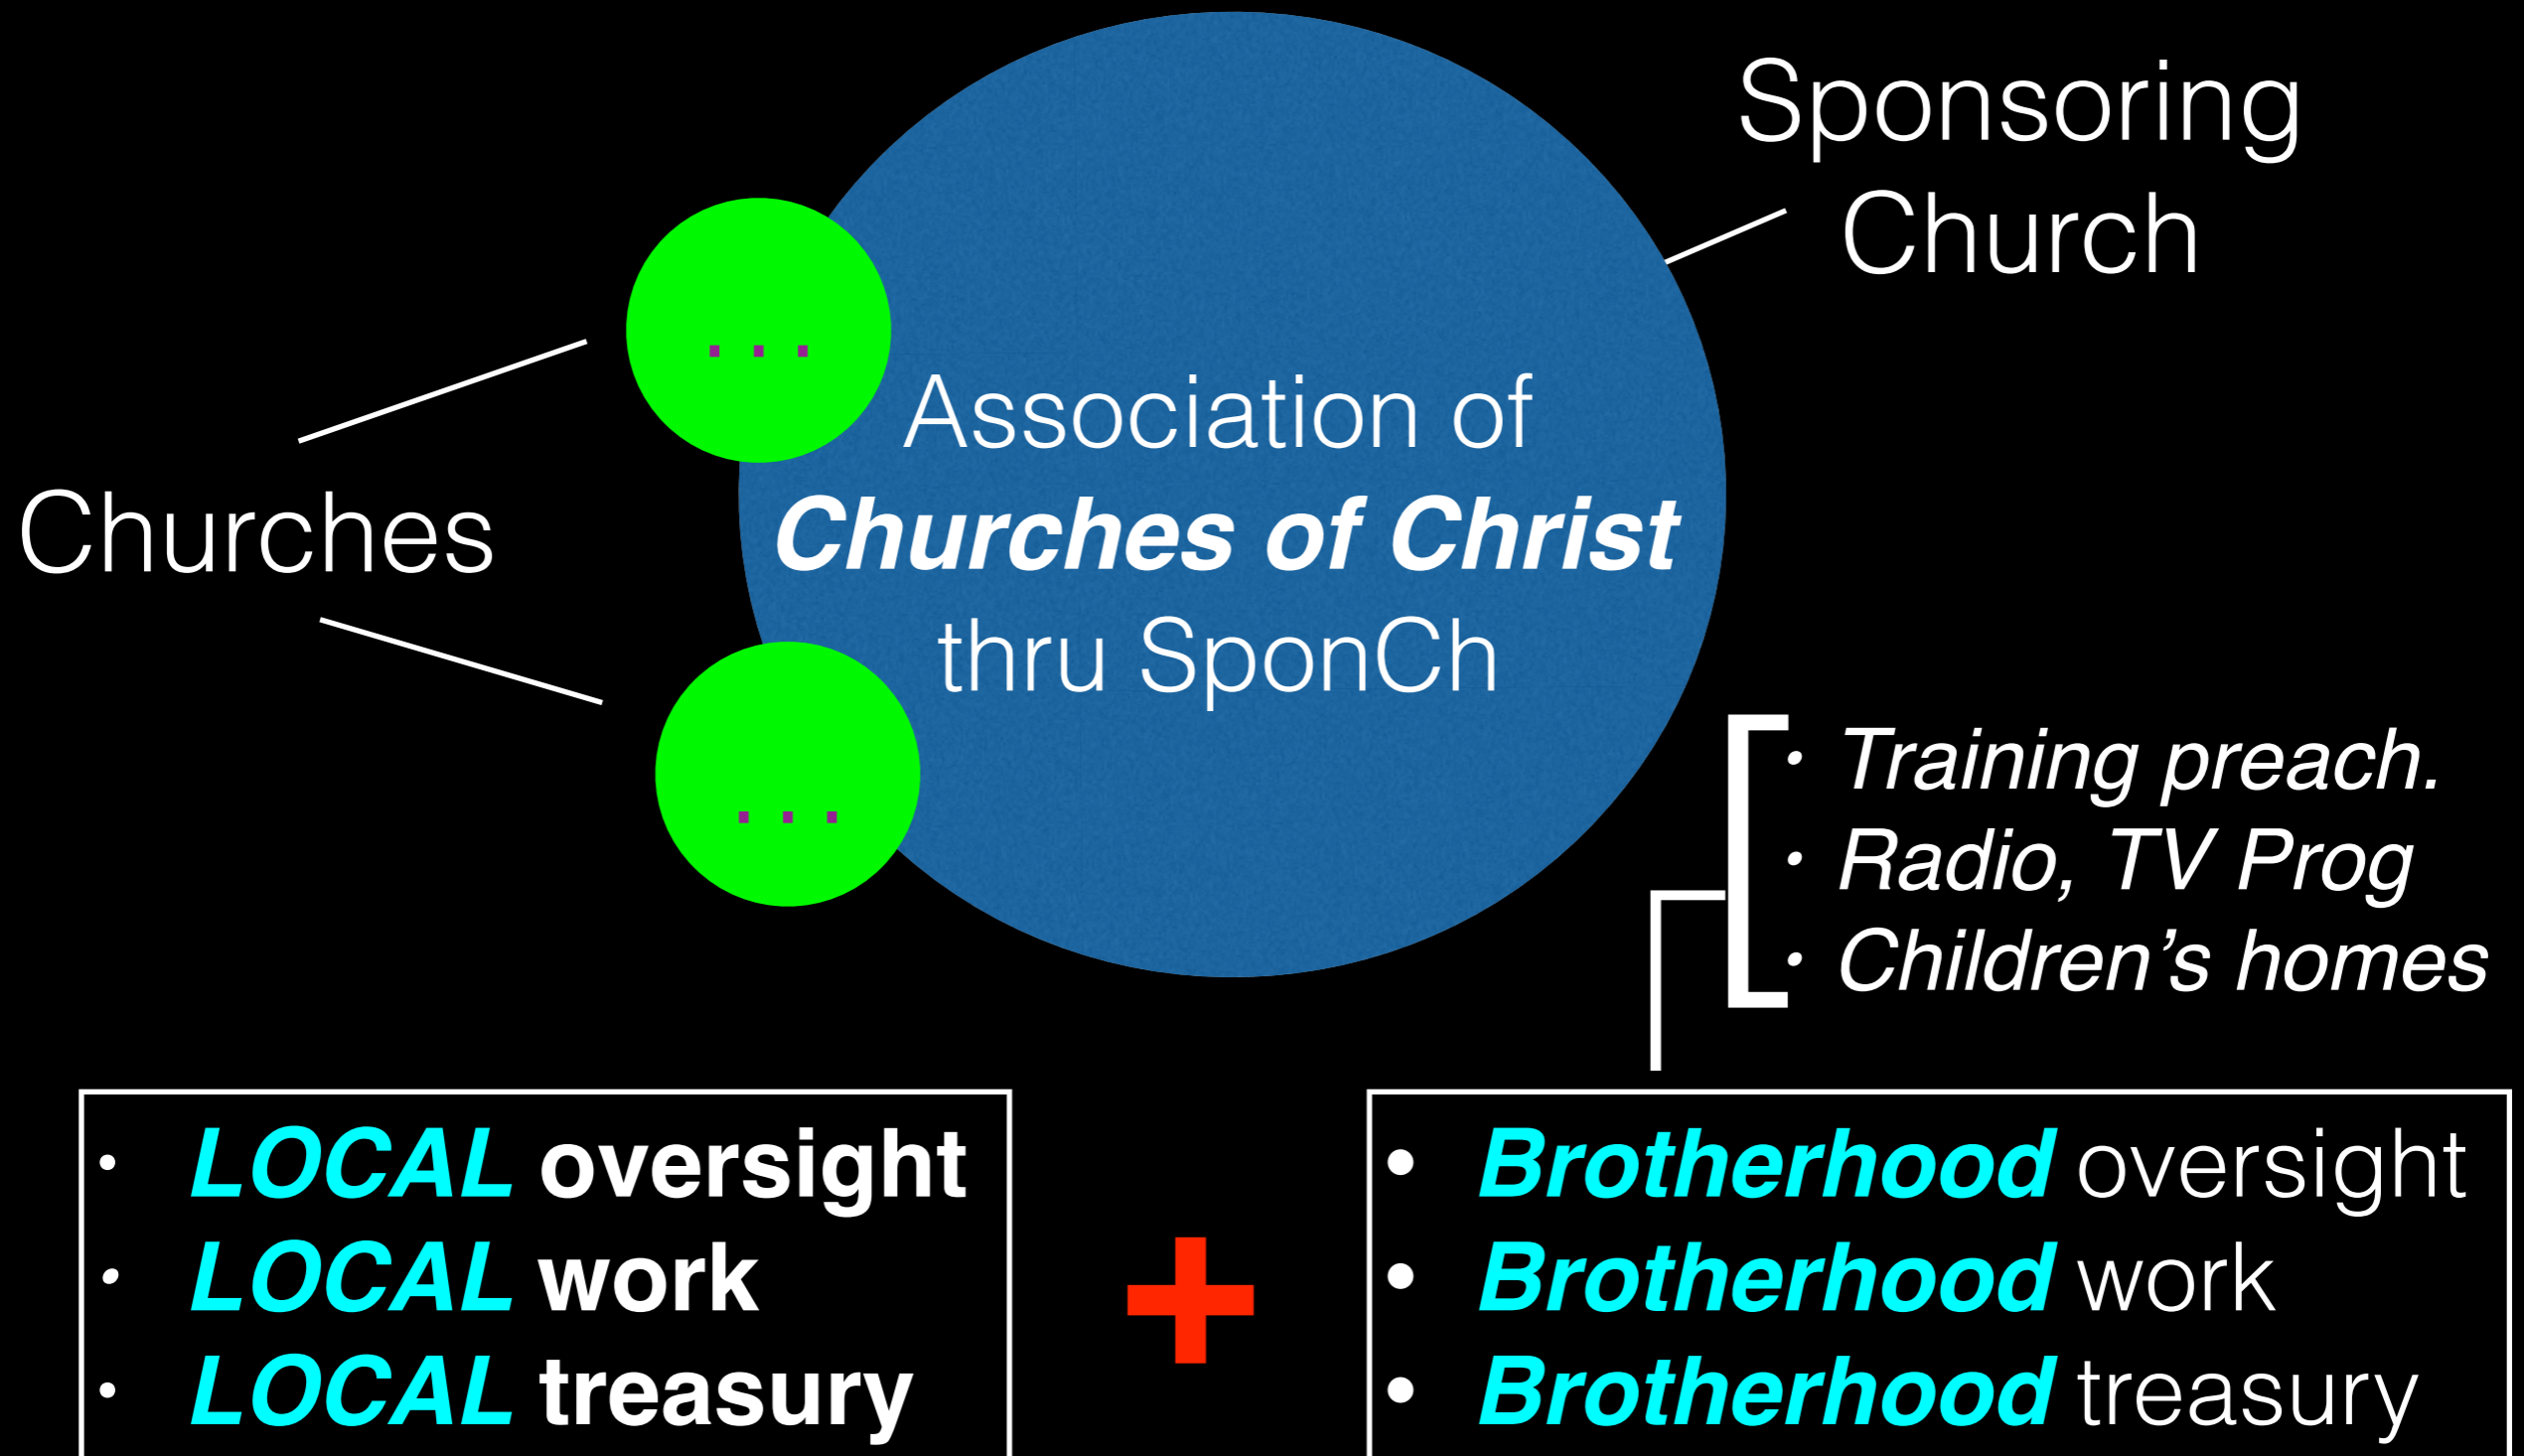 Sponsoring
Church
. . .
Association of
Churches of Christ
thru SponCh
Churches
. . .
• Training preach.
• Radio, TV Prog
• Children’s homes
• LOCAL oversight
• LOCAL work
• LOCAL treasury
+
• Brotherhood oversight
• Brotherhood work
• Brotherhood treasury